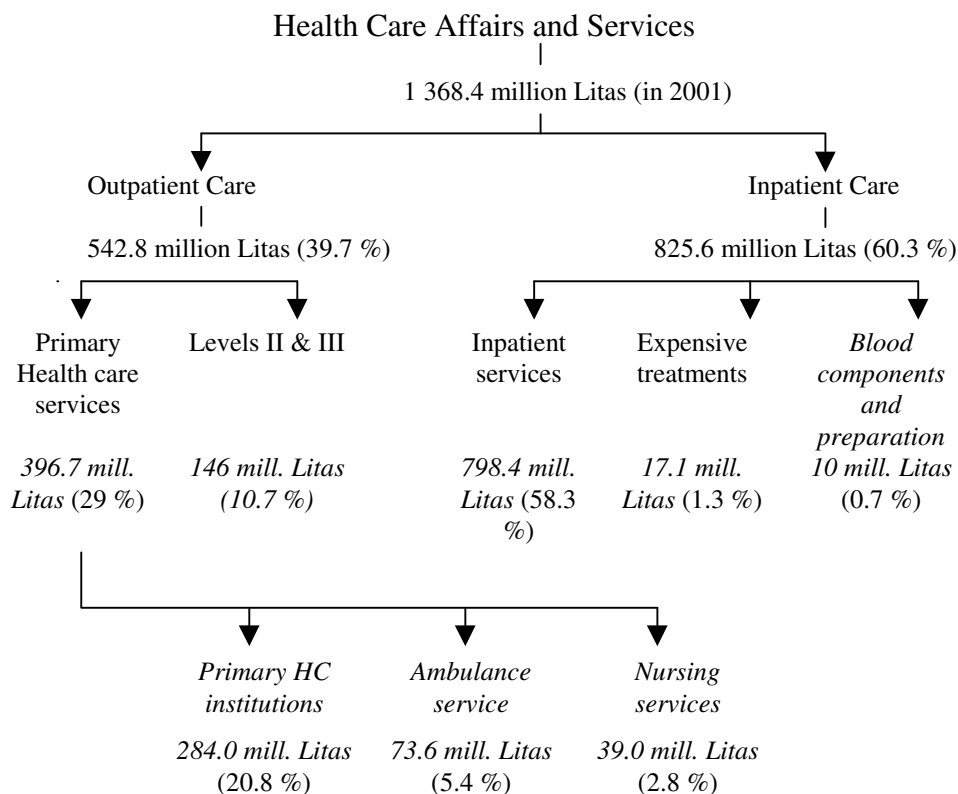 Health Care Affairs and Services
1 368.4 million Litas (in 2001)
Outpatient Care
Inpatient Care
542.8 million Litas (39.7 %)
825.6 million Litas (60.3 %)
Primary
Health care
services
396.7 mill.
Litas (29 %)
Levels II & III
146 mill. Litas
(10.7 %)
Inpatient
services
798.4 mill.
Litas (58.3
%)
Expensive
treatments
17.1 mill.
Litas (1.3 %)
Blood
components
and
preparation
10 mill. Litas
(0.7 %)
Primary HC
institutions
284.0 mill. Litas
(20.8 %)
Ambulance
service
73.6 mill. Litas
(5.4 %)
Nursing
services
39.0 mill. Litas
(2.8 %)